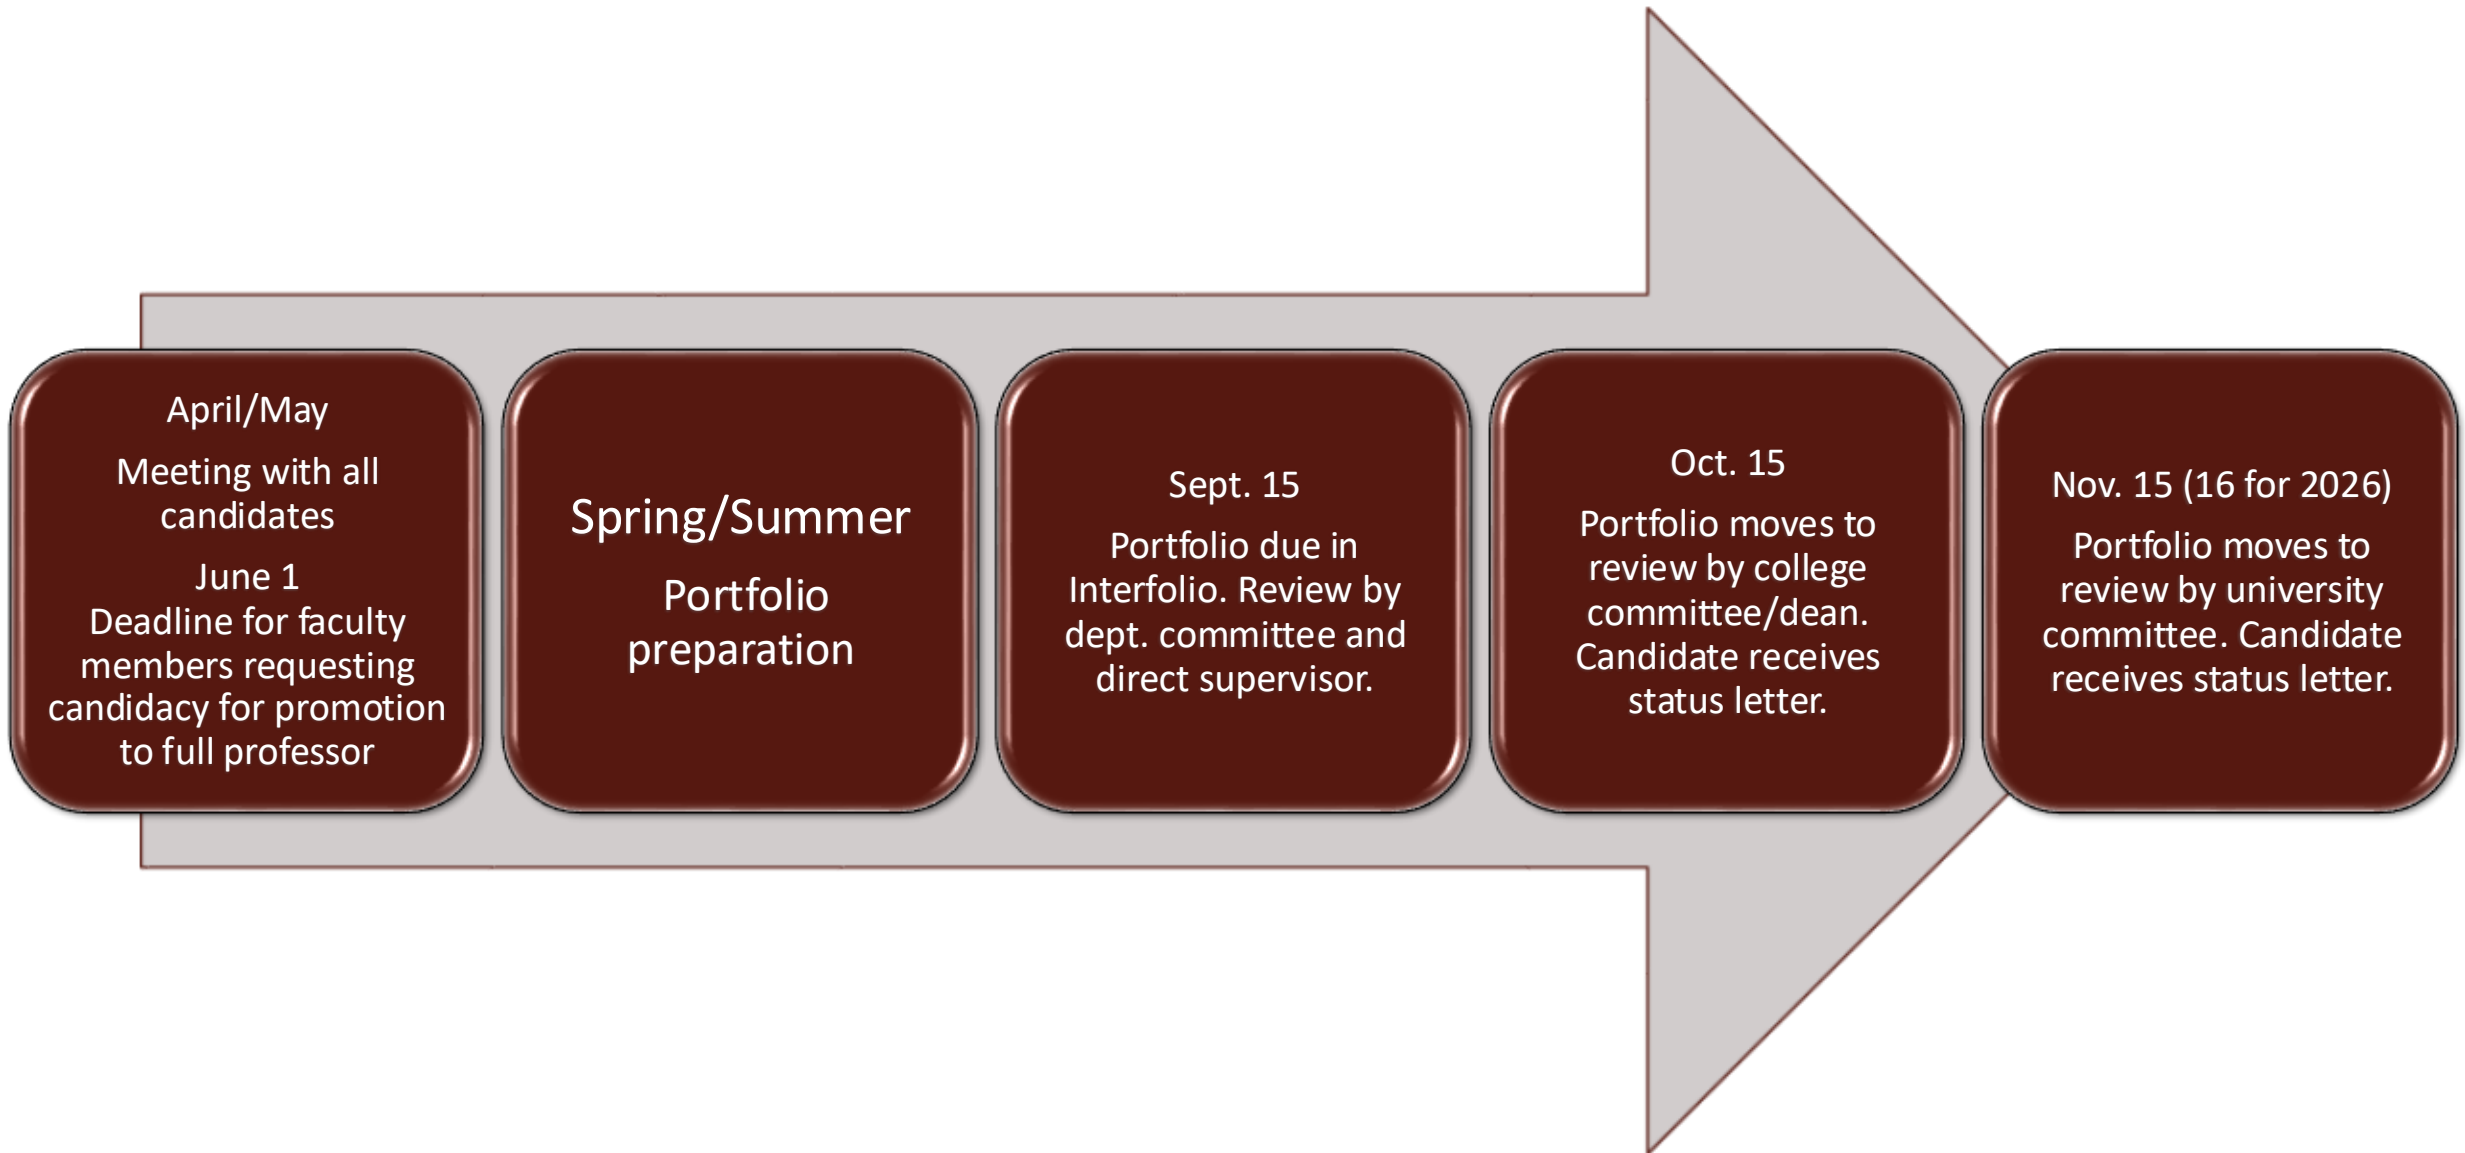 April/May
Meeting with all
candidates
June 1
Deadline for faculty
members requesting
candidacy for promotion
to full professor
Spring/Summer
Portfolio
preparation
Sept. 15
Portfolio due in
Interfolio. Review by
dept. committee and
direct supervisor.
Oct. 15
Portfolio moves to
review by college
committee/dean.
Candidate receives
status letter.
Nov. 15 (16 for 2026)
Portfolio moves to
review by university
committee. Candidate
receives status letter.